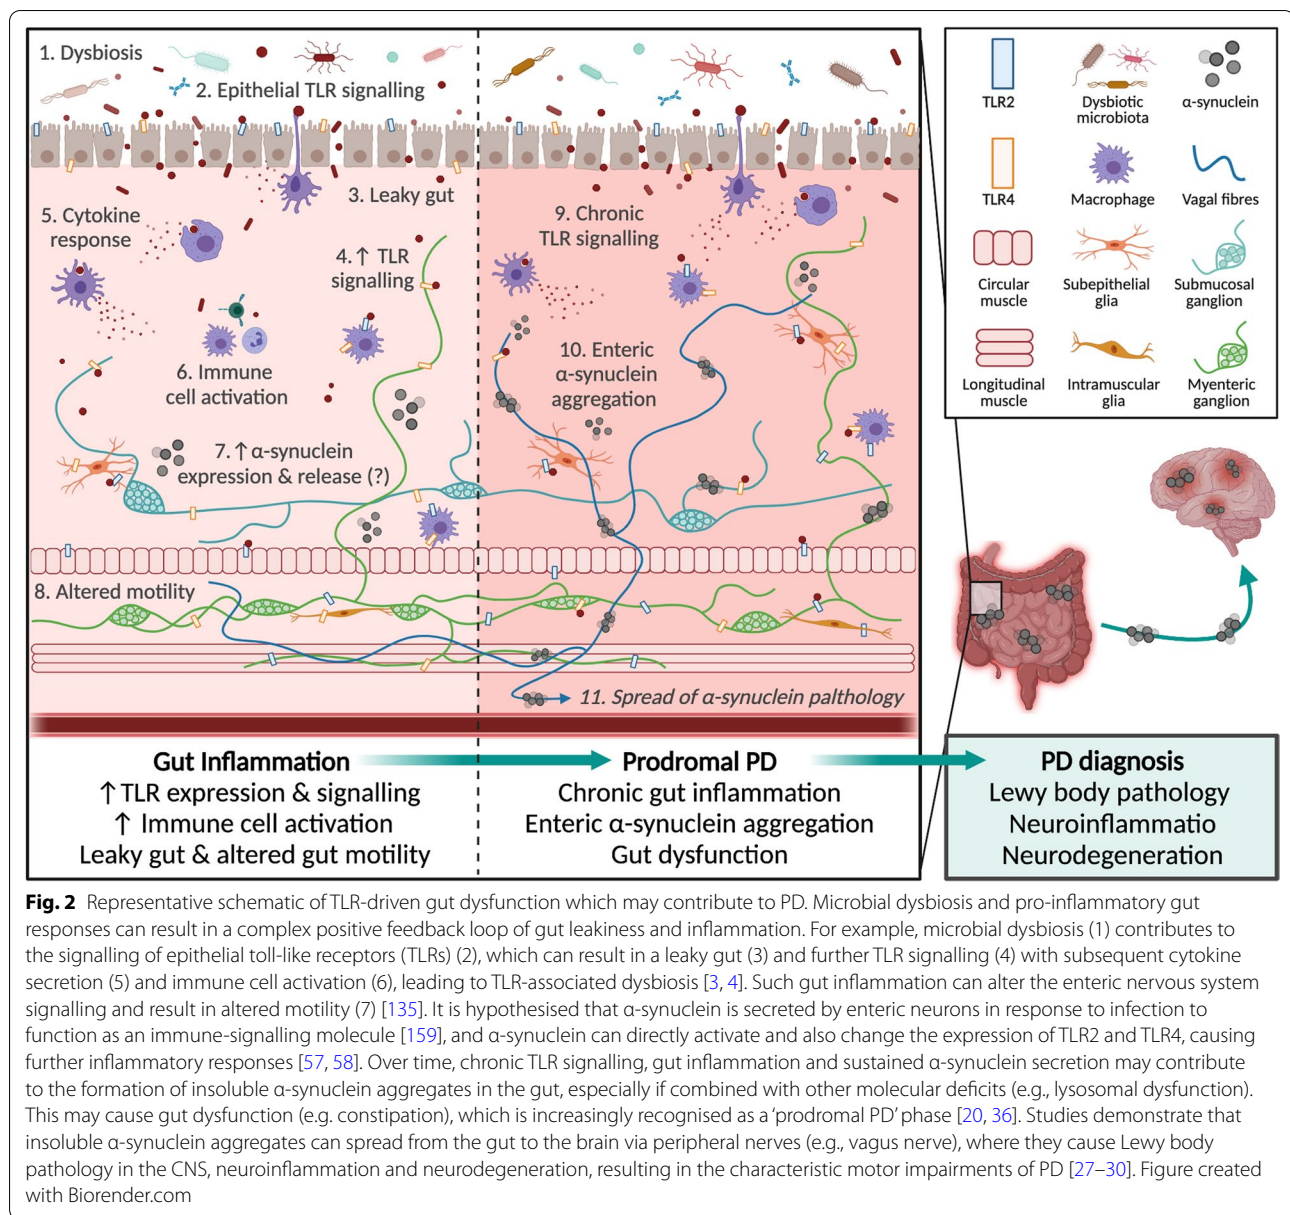 1. Dysbiosis
2. Epithelial TLR signalling
3. Leaky gut
5. Cytokine
response
4. ↑ TLR
signalling
6. Immune
cell activation
7. ↑ α-synuclein
expression & release (?)
8. Altered motility
9. Chronic
TLR signalling
10. Enteric
α-synuclein
aggregation
11. Spread of α-synuclein palthology
TLR2
Dysbiotic
microbiota
α-synuclein
TLR4
Macrophage
Vagal fibres
Circular
muscle
Subepithelial
glia
Submucosal
ganglion
Longitudinal
muscle
Intramuscular
glia
Myenteric
ganglion
Gut Inflammation
↑ TLR expression & signalling
↑ Immune cell activation
Leaky gut & altered gut motility
Prodromal PD
Chronic gut inflammation
Enteric α-synuclein aggregation
Gut dysfunction
PD diagnosis
Lewy body pathology
Neuroinflammatio
Neurodegeneration
Fig. 2 Representative schematic of TLR-driven gut dysfunction which may contribute to PD. Microbial dysbiosis and pro-inflammatory gut
responses can result in a complex positive feedback loop of gut leakiness and inflammation. For example, microbial dysbiosis (1) contributes to
the signalling of epithelial toll-like receptors (TLRs) (2), which can result in a leaky gut (3) and further TLR signalling (4) with subsequent cytokine
secretion (5) and immune cell activation (6), leading to TLR-associated dysbiosis [3, 4]. Such gut inflammation can alter the enteric nervous system
signalling and result in altered motility (7) [135]. It is hypothesised that α-synuclein is secreted by enteric neurons in response to infection to
function as an immune-signalling molecule [159], and α-synuclein can directly activate and also change the expression of TLR2 and TLR4, causing
further inflammatory responses [57, 58]. Over time, chronic TLR signalling, gut inflammation and sustained α-synuclein secretion may contribute
to the formation of insoluble α-synuclein aggregates in the gut, especially if combined with other molecular deficits (e.g., lysosomal dysfunction).
This may cause gut dysfunction (e.g. constipation), which is increasingly recognised as a ‘prodromal PD’ phase [20, 36]. Studies demonstrate that
insoluble α-synuclein aggregates can spread from the gut to the brain via peripheral nerves (e.g., vagus nerve), where they cause Lewy body
pathology in the CNS, neuroinflammation and neurodegeneration, resulting in the characteristic motor impairments of PD [27–30]. Figure created
with Biorender.com